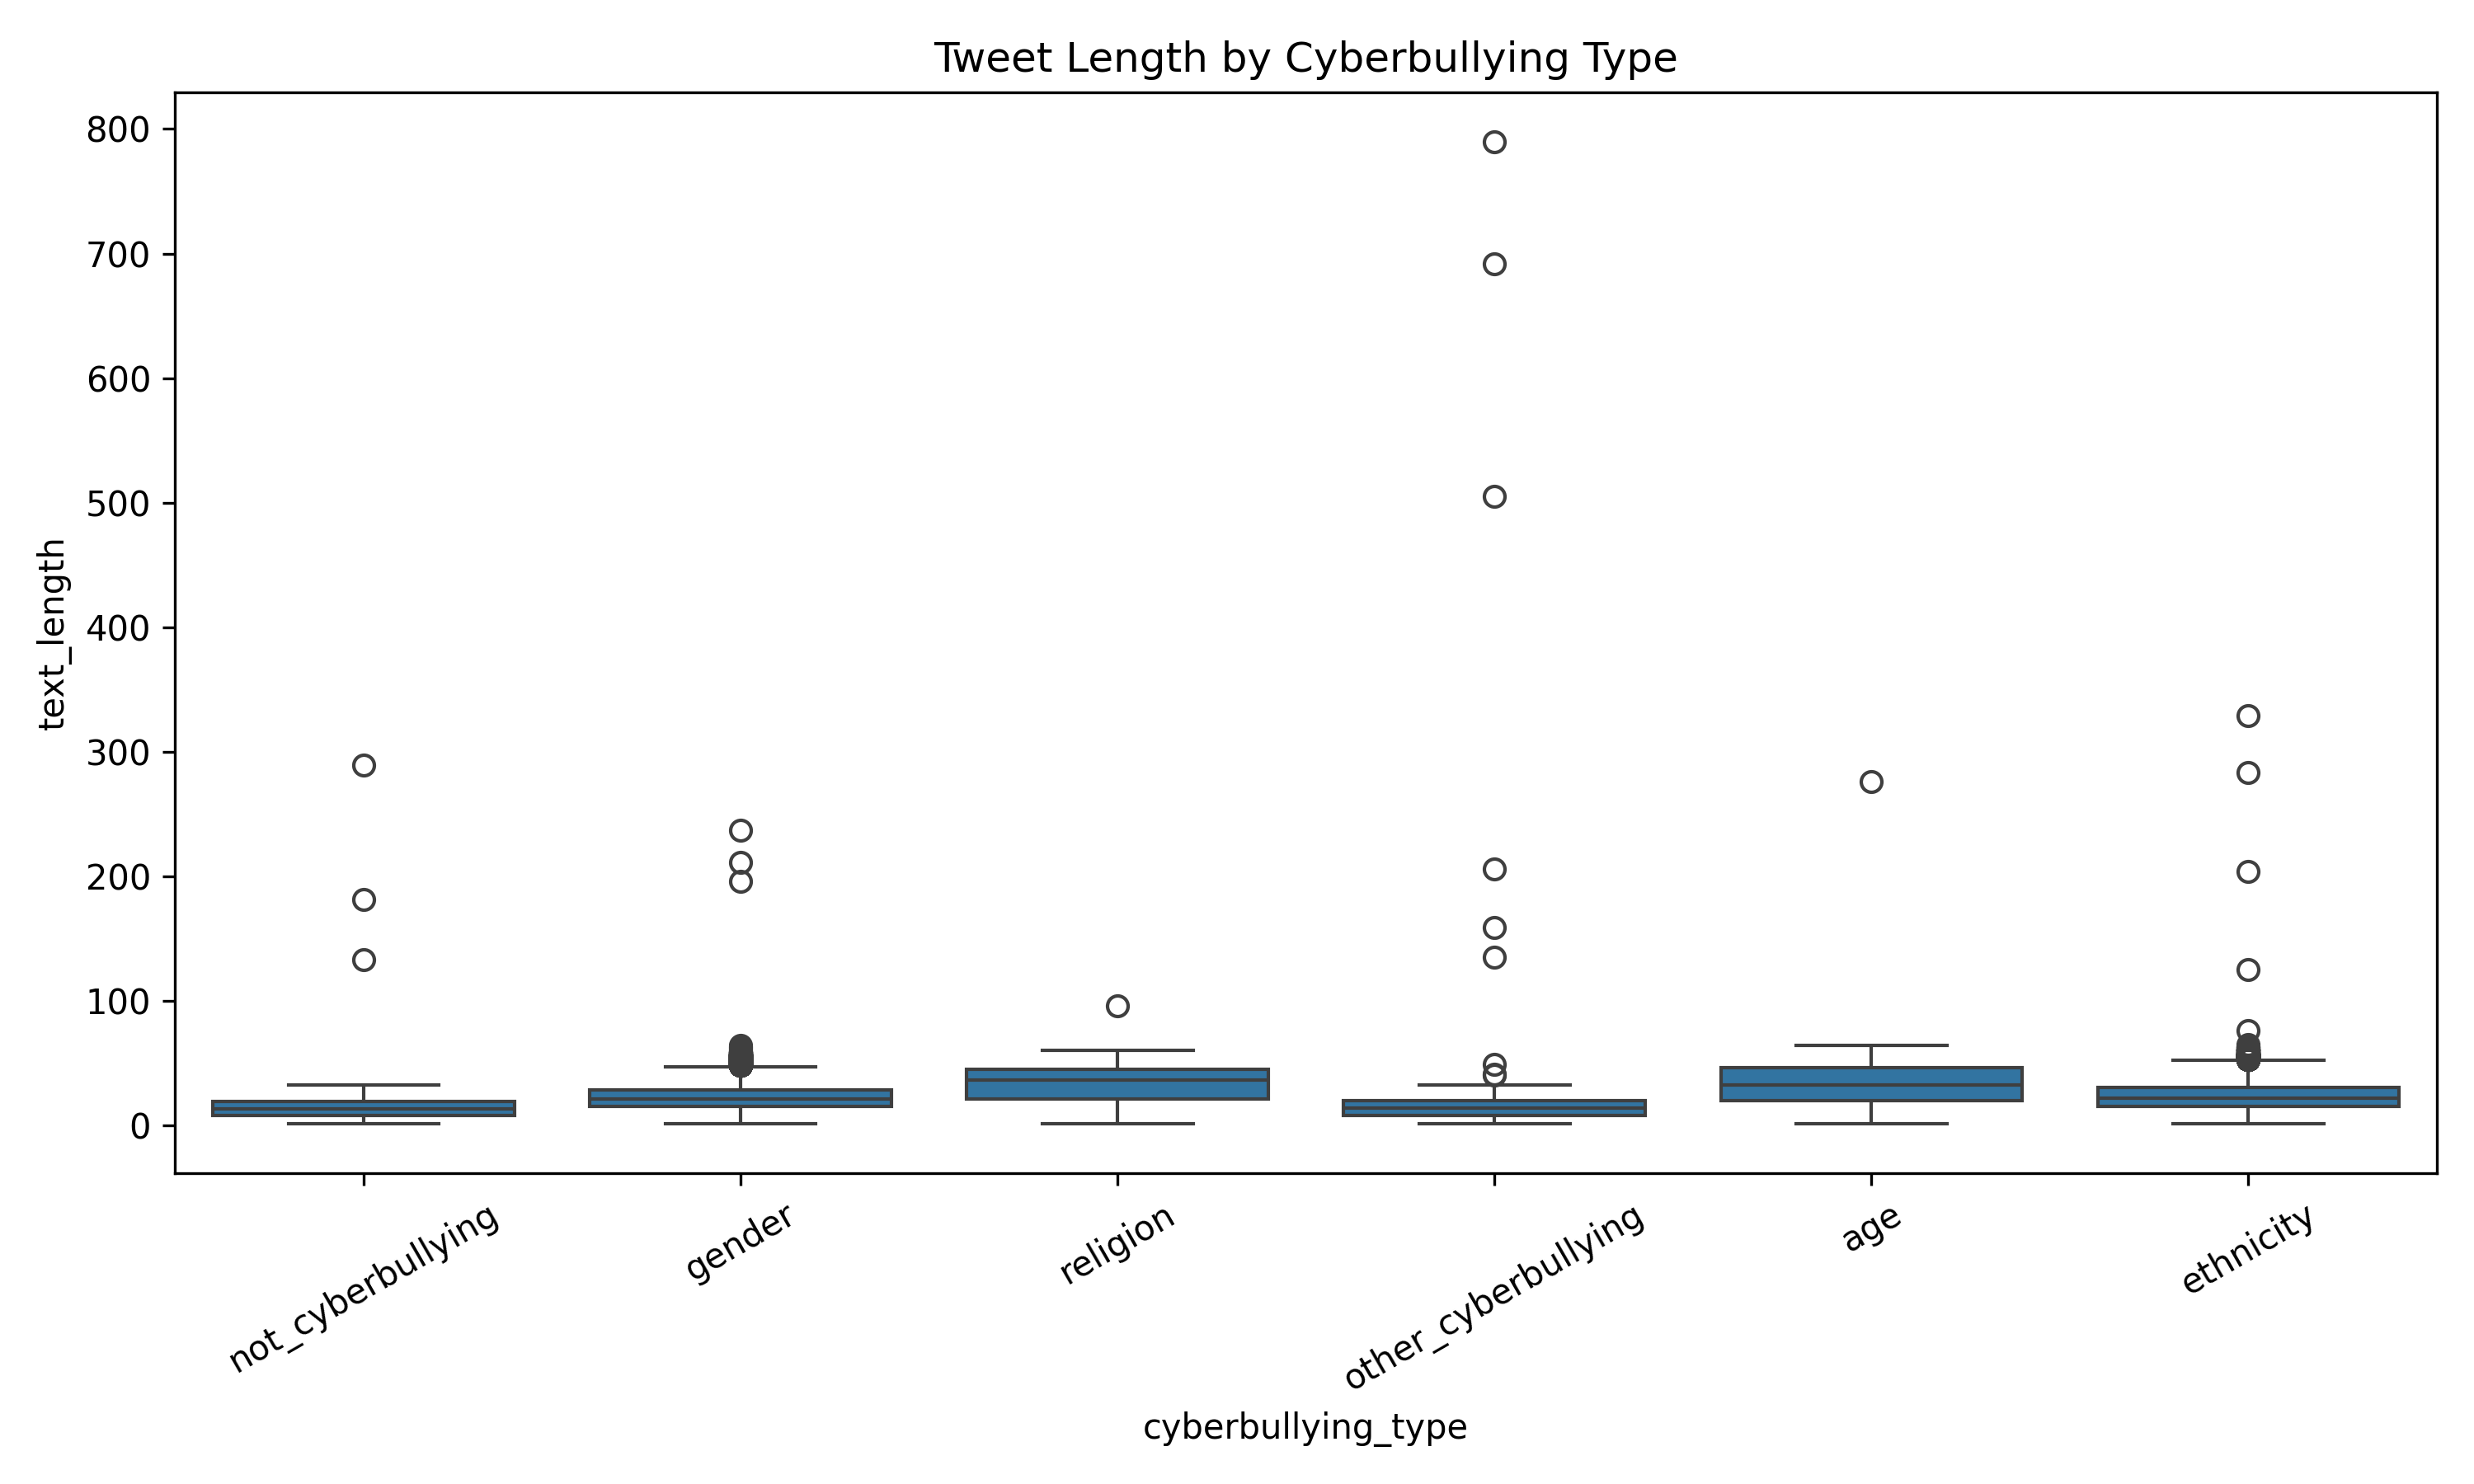 Tweet Length by Cyberbullying Type
800
700
600
500
400
300
200
100
0
text_length
not_cyberbullying
gender
religion
other_cyberbullying
age
ethnicity
cyberbullying_type